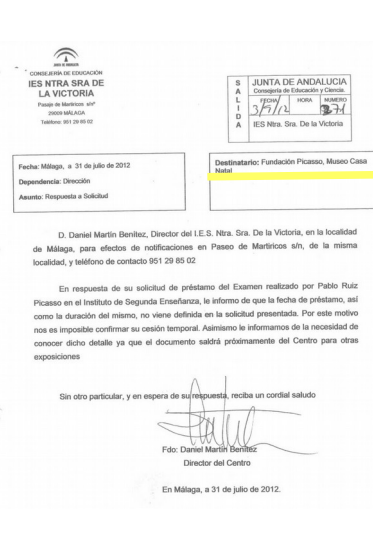 JUNTA DE ANDALUCIA
CONSEJERÍA DE EDUCACIÓN
IES NTRA SRA DE
LA VICTORIA
Pasaje de Martiricos s/nº
29009 MÁLAGA
Teléfono: 951 29 85 02
SALIDA
JUNTA DE ANDALUCIA
Consejería de Educación y Ciencia.
FECHA HORA NUMERO
3/9/12 271
IES Ntra. Sra. De la Victoria
Fecha: Málaga, a 31 de julio de 2012
Dependencia: Dirección
Asunto: Respuesta a Solicitud
Destinatario: Fundación Picasso, Museo Casa
Natal
D. Daniel Martín Benítez, Director del I.E.S. Ntra. Sra. De la Victoria, en la localidad
de Málaga, para efectos de notificaciones en Paseo de Martiricos s/n, de la misma
localidad, y teléfono de contacto 951 29 85 02
En respuesta de su solicitud de préstamo del Examen realizado por Pablo Ruiz
Picasso en el Instituto de Segunda Enseñanza, le informo de que la fecha de préstamo, así
como la duración del mismo, no viene definida en la solicitud presentada. Por este motivo
nos es imposible confirmar su cesión temporal. Asimismo le informamos de la necesidad de
conocer dicho detalle ya que el documento saldrá próximamente del Centro para otras
exposiciones
Sin otro particular, y en espera de su respuesta, reciba un cordial saludo
Fdo: Daniel Martín Benítez
Director del Centro
En Málaga, a 31 de julio de 2012.